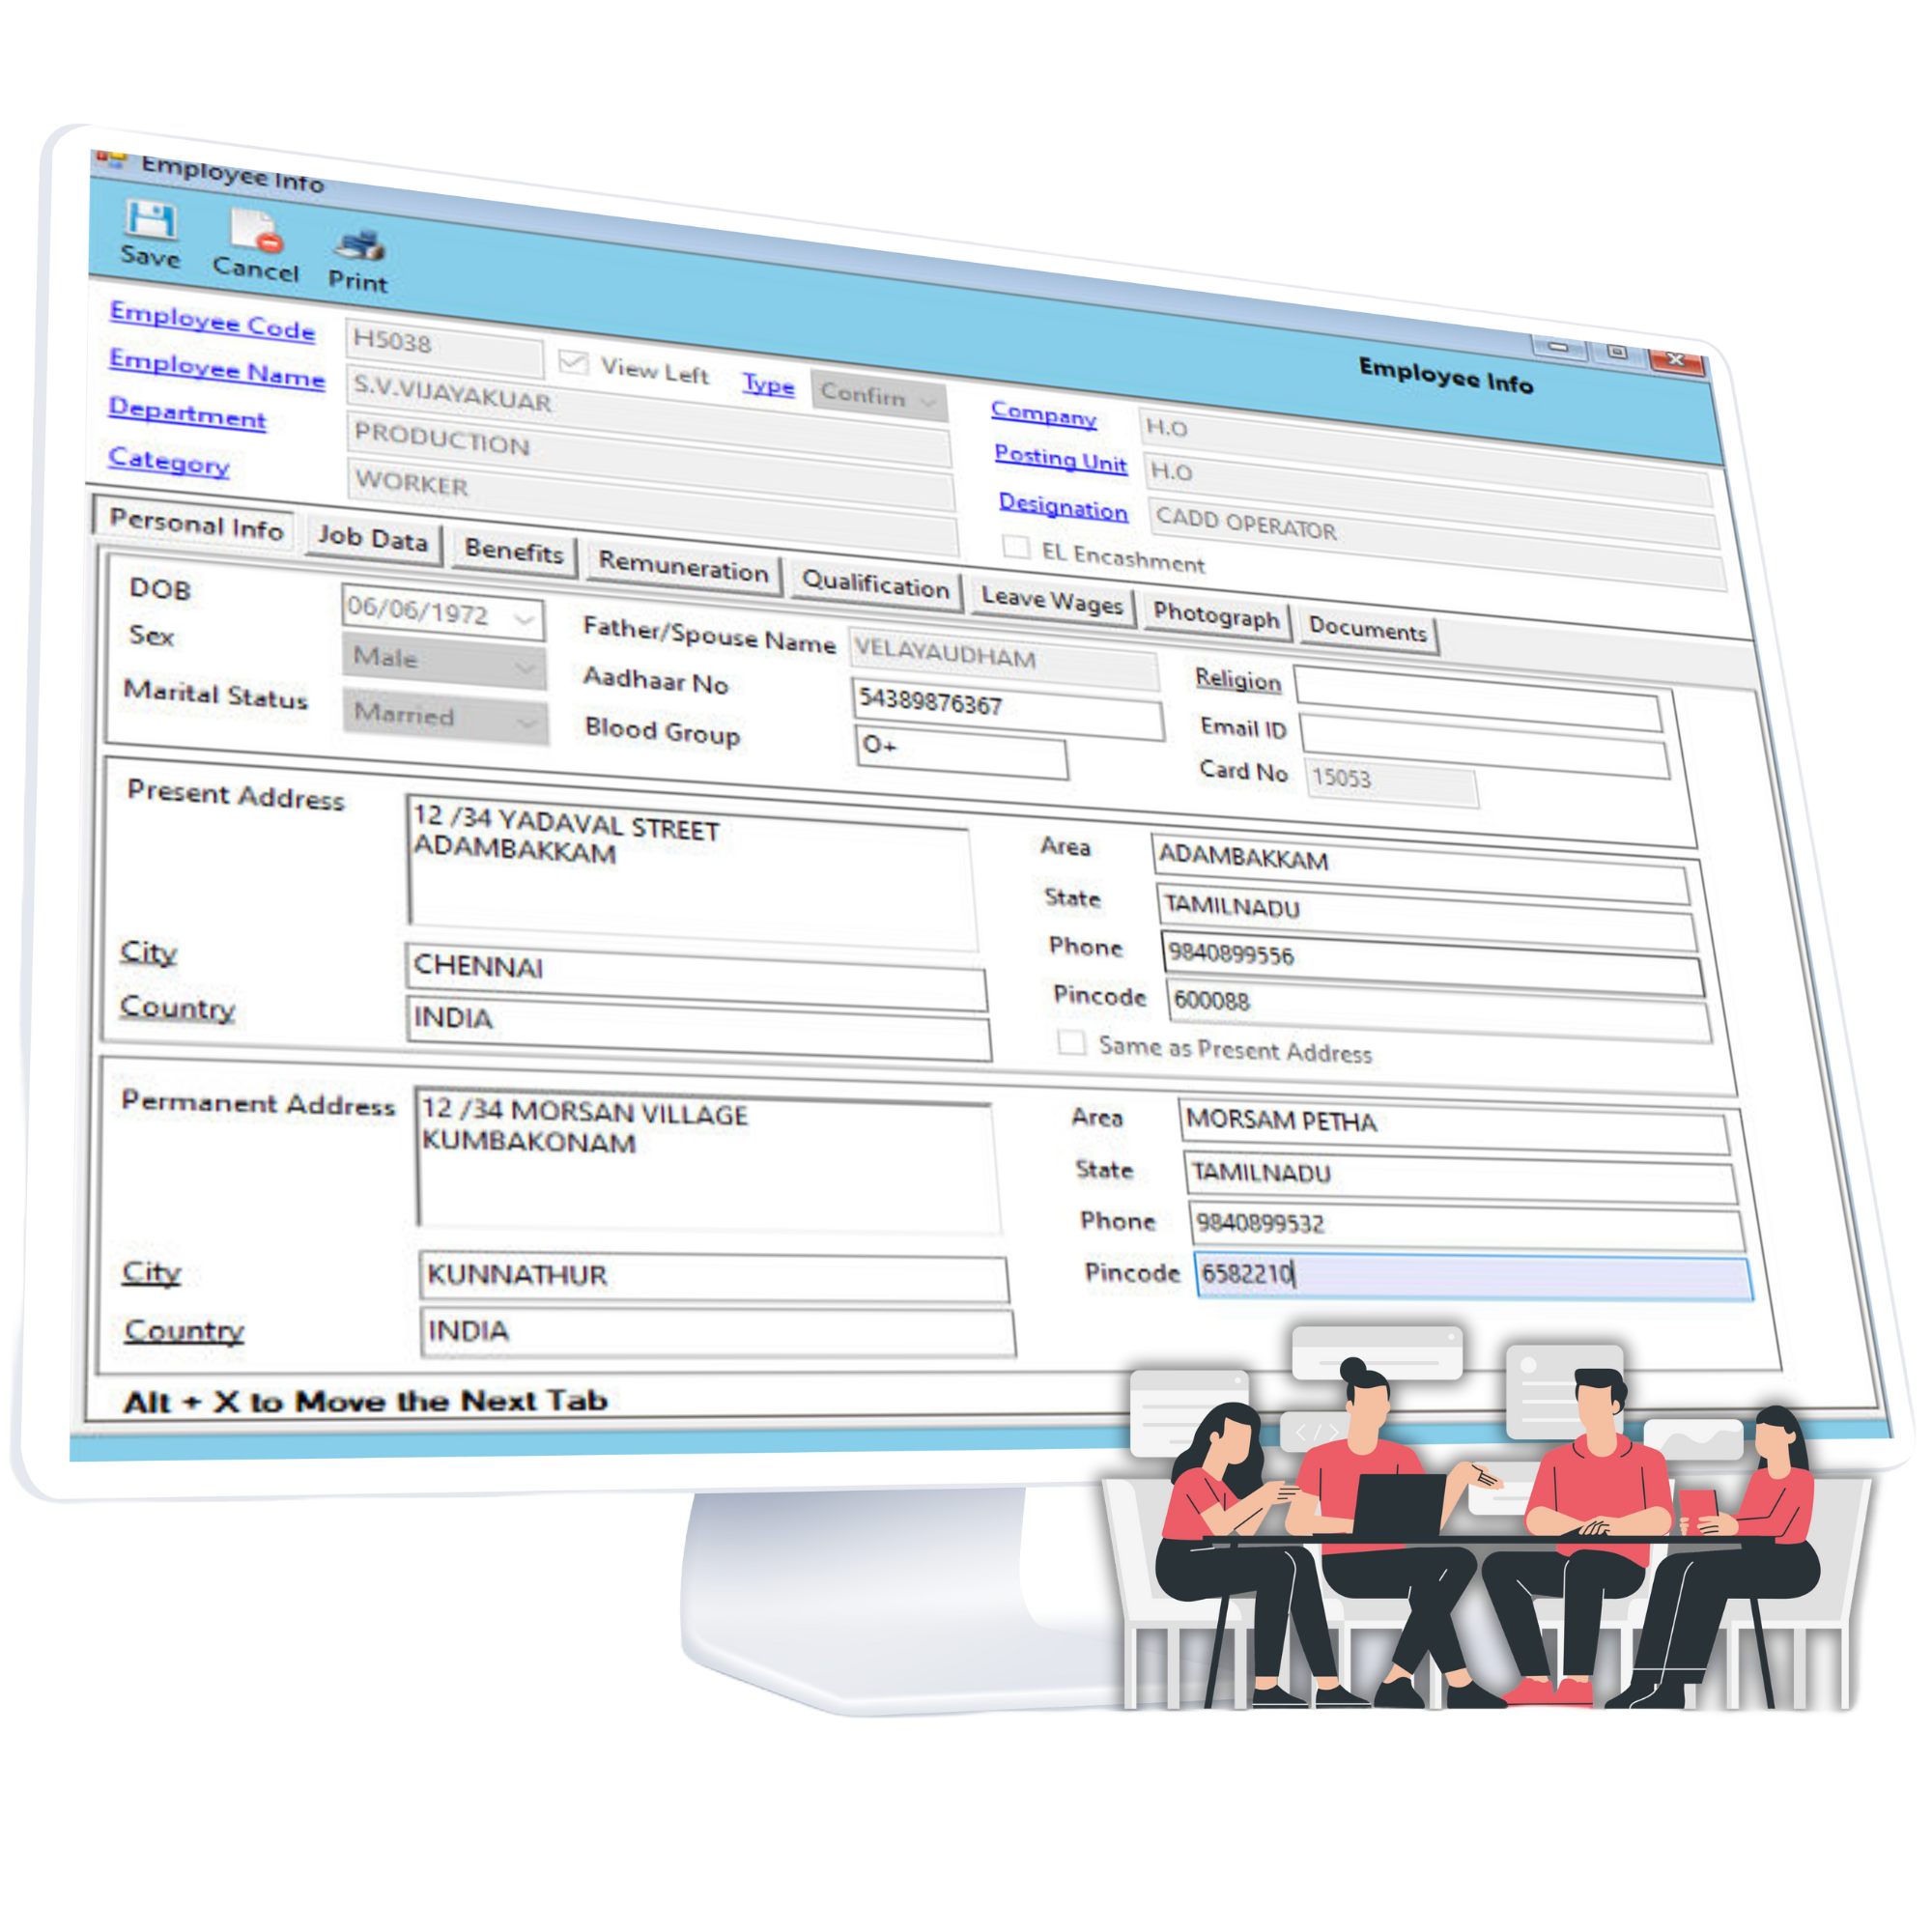 Employee Info
Save Cancel Print
Employee Info
Employee Code H5038 View Left Type Confirn
Employee Name S.V.VIJAYAKUAR
Department PRODUCTION
Category WORKER
Company H.O
Posting Unit H.O
Designation CADD OPERATOR
EL Encashment
Personal Info Job Data Benefits Remuneration Qualification Leave Wages Photograph Documents
DOB 06/06/1972
Sex Male
Marital Status Married
Father/Spouse Name VELAYAUDHAM
Aadhaar No 54389876367
Blood Group O+
Religion
Email ID
Card No 15053
Present Address 12 /34 YADAVAL STREET
ADAMBAKKAM
City CHENNAI
Country INDIA
Area ADAMBAKKAM
State TAMILNADU
Phone 9840899556
Pincode 600088
Same as Present Address
Permanent Address 12 /34 MORSAN VILLAGE
KUMBAKONAM
City KUNNATHUR
Country INDIA
Area MORSAM PETHA
State TAMILNADU
Phone 9840899532
Pincode 6582210
Alt + X to Move the Next Tab
</>